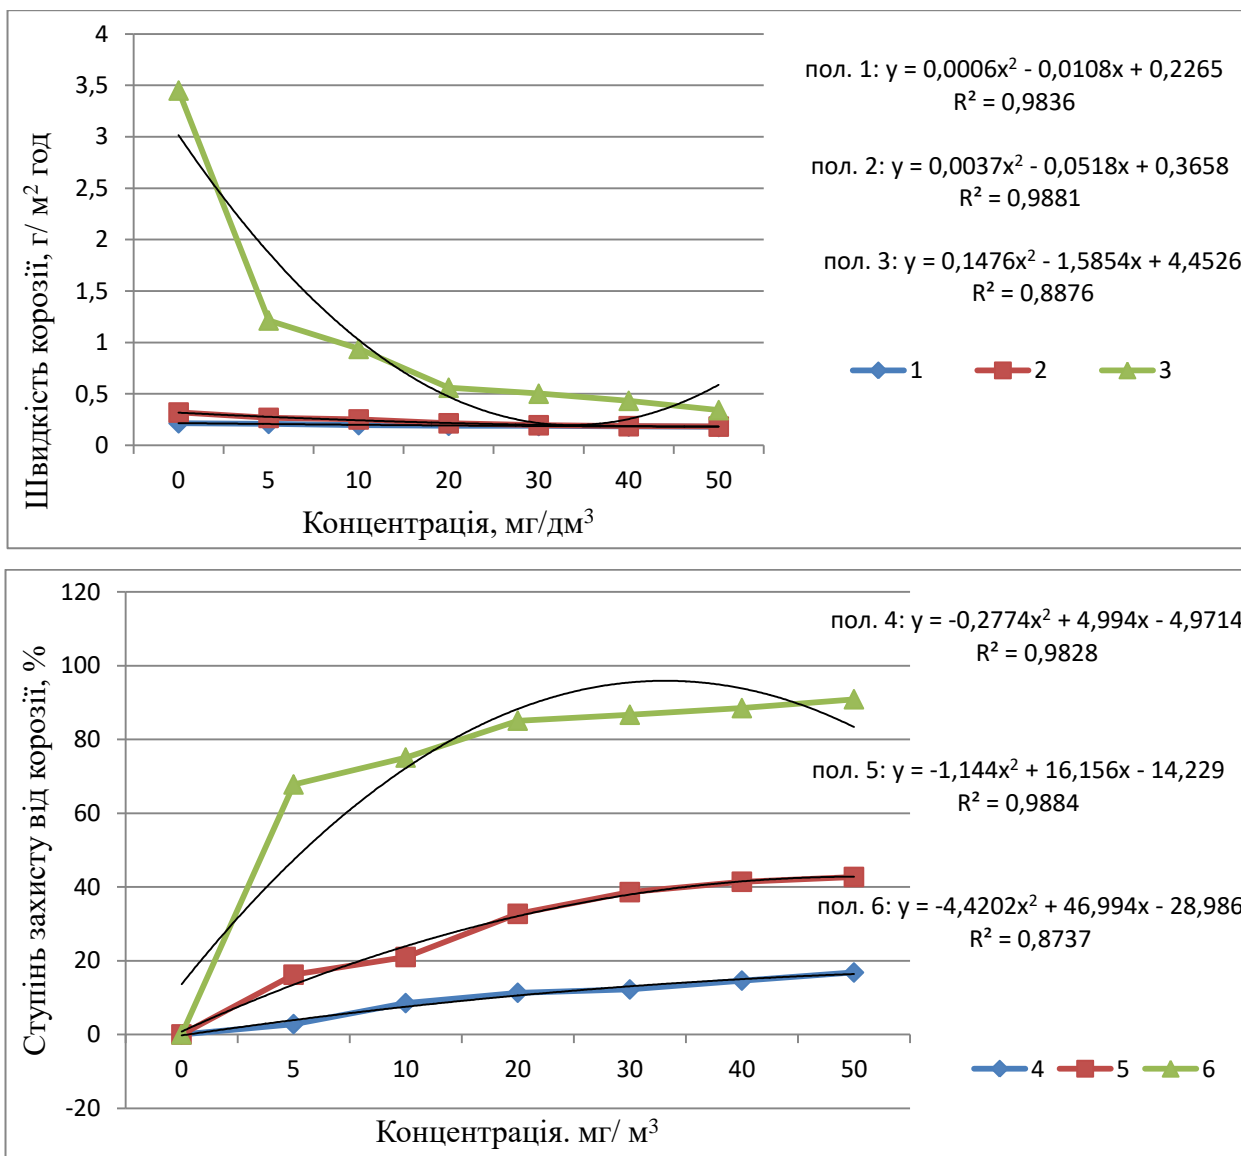 4
3,5
3
2,5
2
1,5
1
0,5
0
Швидкість корозії, г/ м² год
0 5 10 20 30 40 50
Концентрація, мг/дм³
пол. 1: y = 0,0006x² - 0,0108x + 0,2265
R² = 0,9836
пол. 2: y = 0,0037x² - 0,0518x + 0,3658
R² = 0,9881
пол. 3: y = 0,1476x² - 1,5854x + 4,4526
R² = 0,8876
1 2 3
120
100
80
60
40
20
0
-20
Ступінь захисту від корозії, %
0 5 10 20 30 40 50
Концентрація. мг/ м³
пол. 4: y = -0,2774x² + 4,994x - 4,9714
R² = 0,9828
пол. 5: y = -1,144x² + 16,156x - 14,229
R² = 0,9884
пол. 6: y = -4,4202x² + 46,994x - 28,986
R² = 0,8737
4 5 6